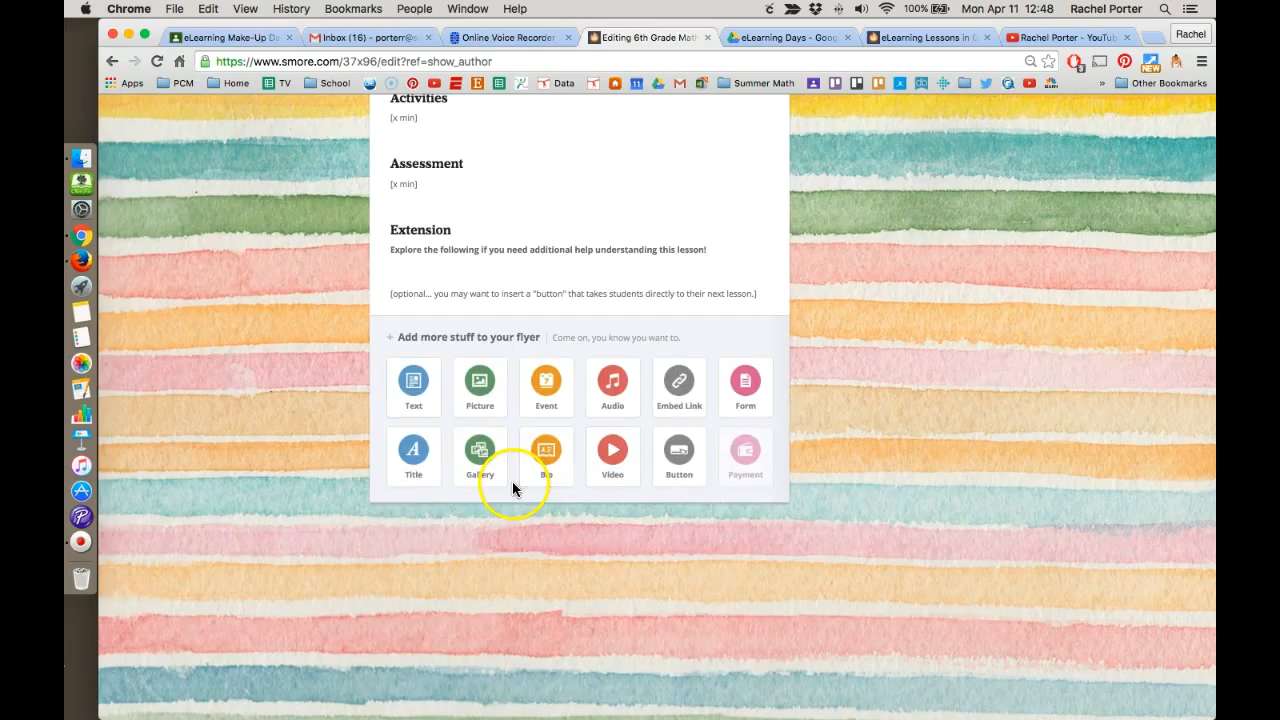 Chrome File Edit View History Bookmarks People Window Help 100% Mon Apr 11 12:48 Rachel Porter
eLearning Make-Up Da Inbox (16) - porterr@s Online Voice Recorder Editing 6th Grade Math eLearning Days - Goog eLearning Lessons in G Rachel Porter - YouTub Rachel
https://www.smore.com/37x96/edit?ref=show_author
Apps PCM Home TV School Data Summer Math » Other Bookmarks
Activities
[x min]
Assessment
[x min]
Extension
Explore the following if you need additional help understanding this lesson!
[optional... you may want to insert a "button" that takes students directly to their next lesson.]
+ Add more stuff to your flyer Come on, you know you want to.
Text Picture Event Audio Embed Link Form
Title Gallery Bio Video Button Payment